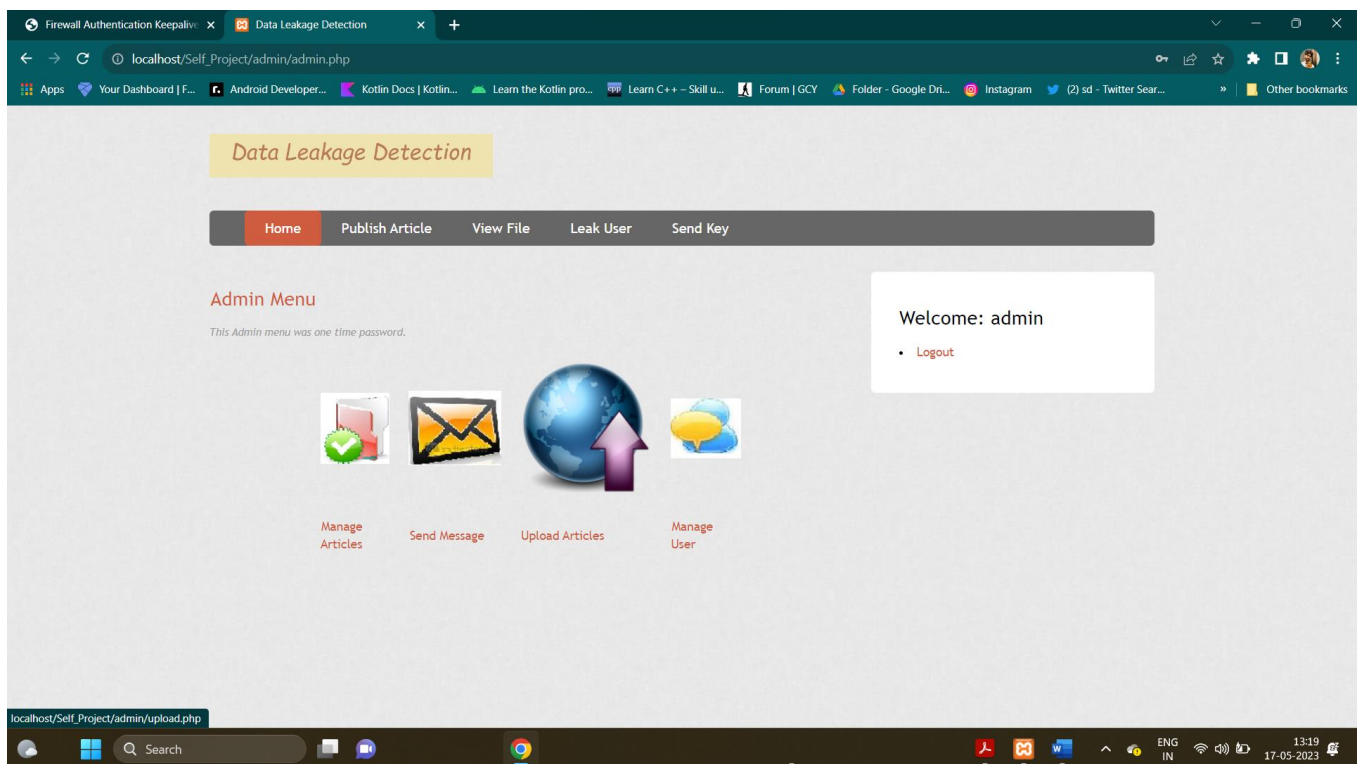 Firewall Authentication Keepalive
Data Leakage Detection
localhost/Self_Project/admin/admin.php
Apps
Your Dashboard | F...
Android Developer...
Kotlin Docs | Kotlin...
Learn the Kotlin pro...
Learn C++ – Skill u...
Forum | GCY
Folder - Google Dri...
Instagram
(2) sd - Twitter Sear...
»
Other bookmarks
Data Leakage Detection
Home
Publish Article
View File
Leak User
Send Key
Admin Menu
This Admin menu was one time password.
Welcome: admin
• Logout
Manage
Articles
Send Message
Upload Articles
Manage
User
localhost/Self_Project/admin/upload.php
Search
ENG
IN
13:19
17-05-2023